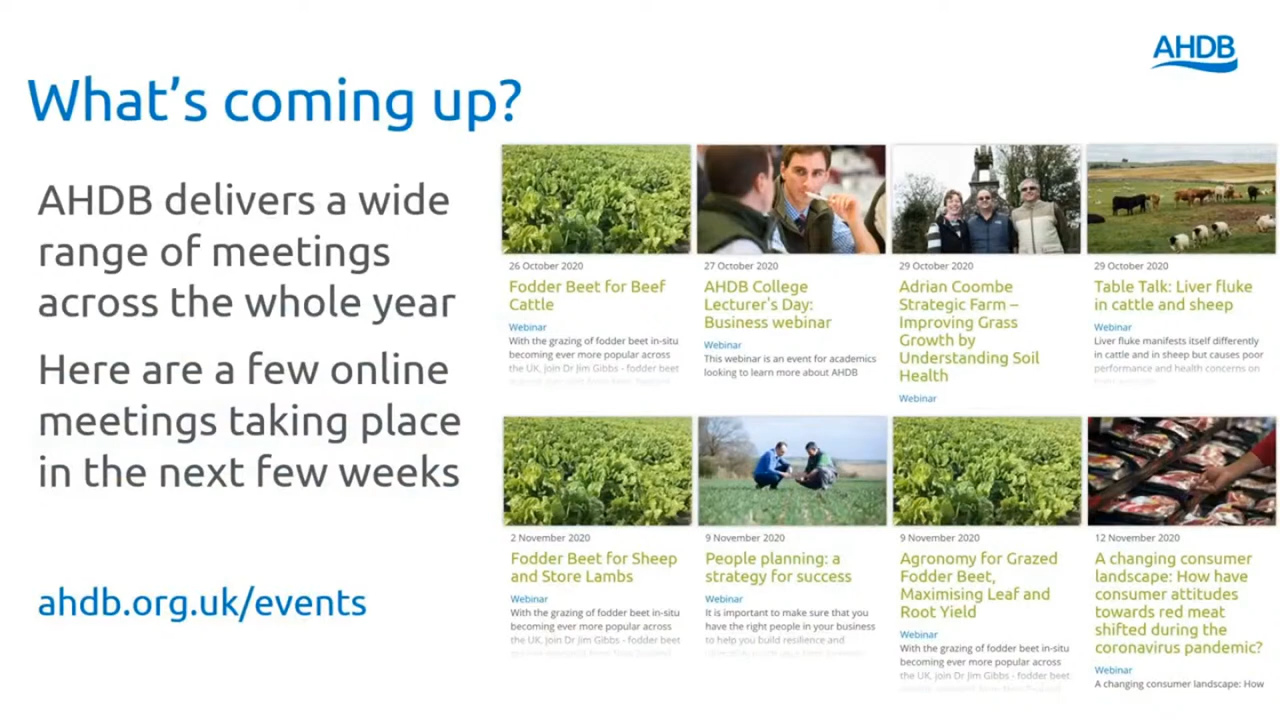 AHDB
What's coming up?
AHDB delivers a wide
range of meetings
across the whole year
Here are a few online
meetings taking place
in the next few weeks
ahdb.org.uk/events
26 October 2020
Fodder Beet for Beef
Cattle
Webinar
With the grazing of fodder beet in-situ
becoming ever more popular across
the UK, join Dr Jim Gibbs - fodder beet
27 October 2020
AHDB College
Lecturer's Day:
Business webinar
Webinar
This webinar is an event for academics
looking to learn more about AHDB
29 October 2020
Adrian Coombe
Strategic Farm –
Improving Grass
Growth by
Understanding Soil
Health
Webinar
29 October 2020
Table Talk: Liver fluke
in cattle and sheep
Webinar
Liver fluke manifests itself differently
in cattle and in sheep but causes poor
performance and health concerns on
2 November 2020
Fodder Beet for Sheep
and Store Lambs
Webinar
With the grazing of fodder beet in-situ
becoming ever more popular across
the UK, join Dr Jim Gibbs - fodder beet
9 November 2020
People planning: a
strategy for success
Webinar
It is important to make sure that you
have the right people in your business
to help you build resilience and
9 November 2020
Agronomy for Grazed
Fodder Beet,
Maximising Leaf and
Root Yield
Webinar
With the grazing of fodder beet in-situ
becoming ever more popular across
the UK, join Dr Jim Gibbs - fodder beet
12 November 2020
A changing consumer
landscape: How have
consumer attitudes
towards red meat
shifted during the
coronavirus pandemic?
Webinar
A changing consumer landscape: How